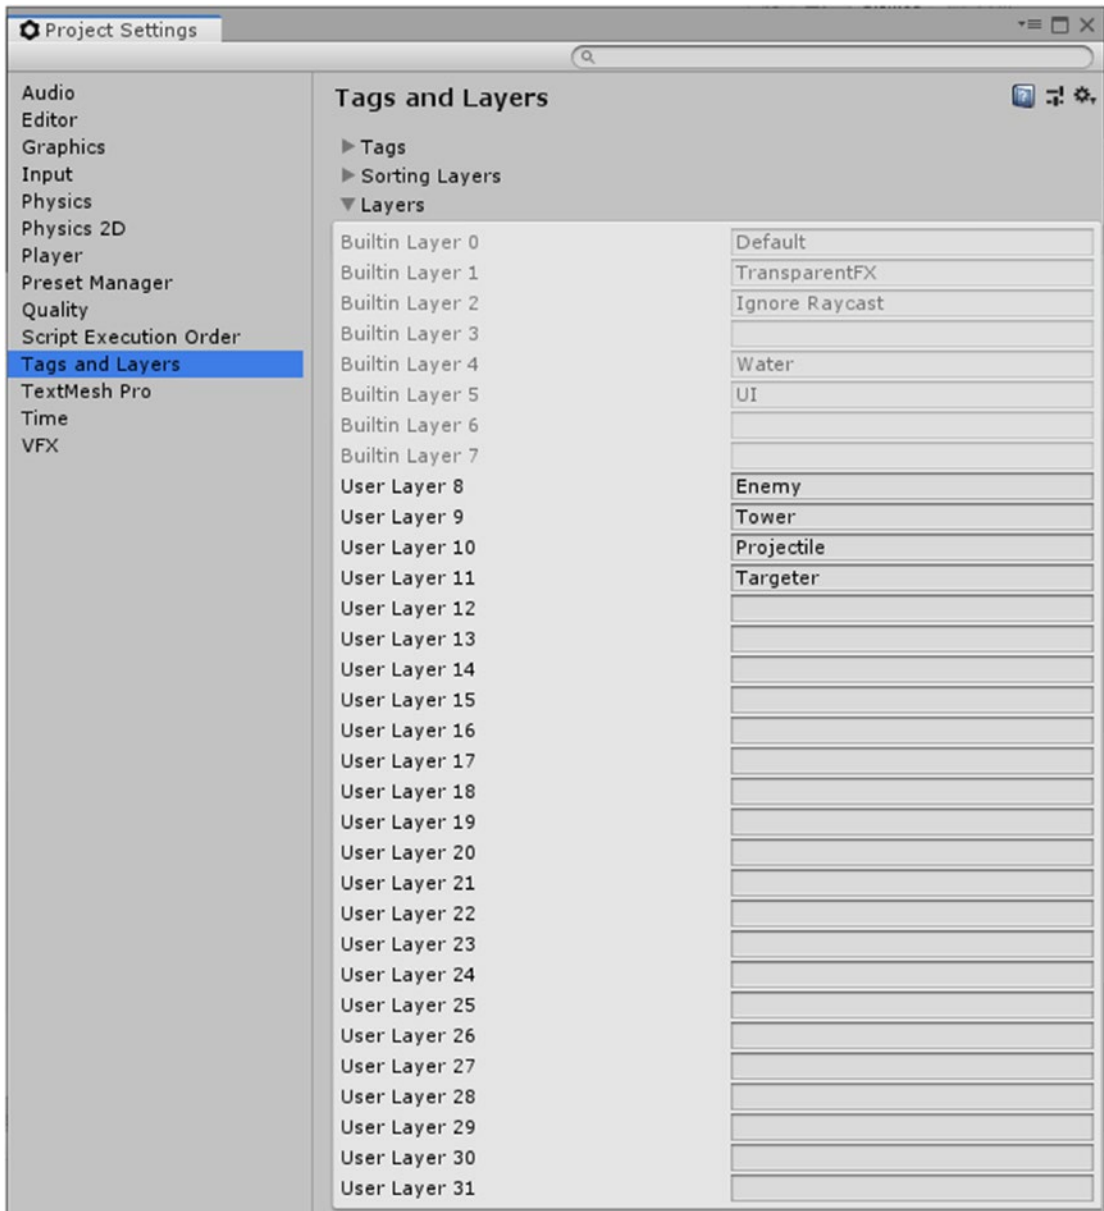 Project Settings
Audio
Editor
Graphics
Input
Physics
Physics 2D
Player
Preset Manager
Quality
Script Execution Order
Tags and Layers
TextMesh Pro
Time
VFX
Tags and Layers
Tags
Sorting Layers
Layers
Builtin Layer 0 Default
Builtin Layer 1 TransparentFX
Builtin Layer 2 Ignore Raycast
Builtin Layer 3
Builtin Layer 4 Water
Builtin Layer 5 UI
Builtin Layer 6
Builtin Layer 7
User Layer 8 Enemy
User Layer 9 Tower
User Layer 10 Projectile
User Layer 11 Targeter
User Layer 12
User Layer 13
User Layer 14
User Layer 15
User Layer 16
User Layer 17
User Layer 18
User Layer 19
User Layer 20
User Layer 21
User Layer 22
User Layer 23
User Layer 24
User Layer 25
User Layer 26
User Layer 27
User Layer 28
User Layer 29
User Layer 30
User Layer 31